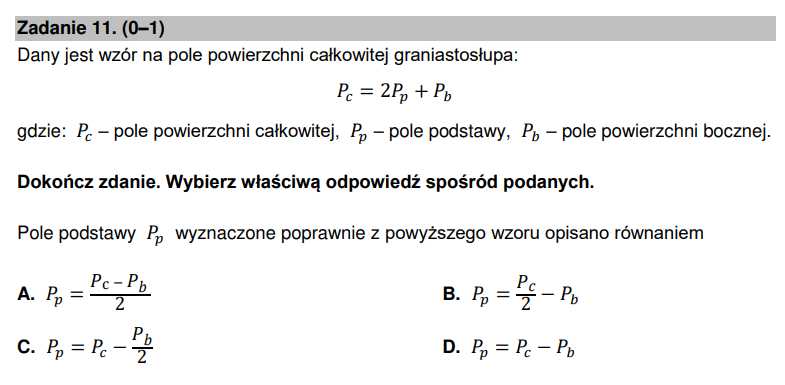 Zadanie 11. (0–1)
Dany jest wzór na pole powierzchni całkowitej graniastosłupa:
P_c = 2P_p + P_b
gdzie: P_c – pole powierzchni całkowitej, P_p – pole podstawy, P_b – pole powierzchni bocznej.
Dokończ zdanie. Wybierz właściwą odpowiedź spośród podanych.
Pole podstawy P_p wyznaczone poprawnie z powyższego wzoru opisano równaniem
A. P_p = \frac{P_c – P_b}{2} B. P_p = \frac{P_c}{2} – P_b
C. P_p = P_c – \frac{P_b}{2} D. P_p = P_c – P_b